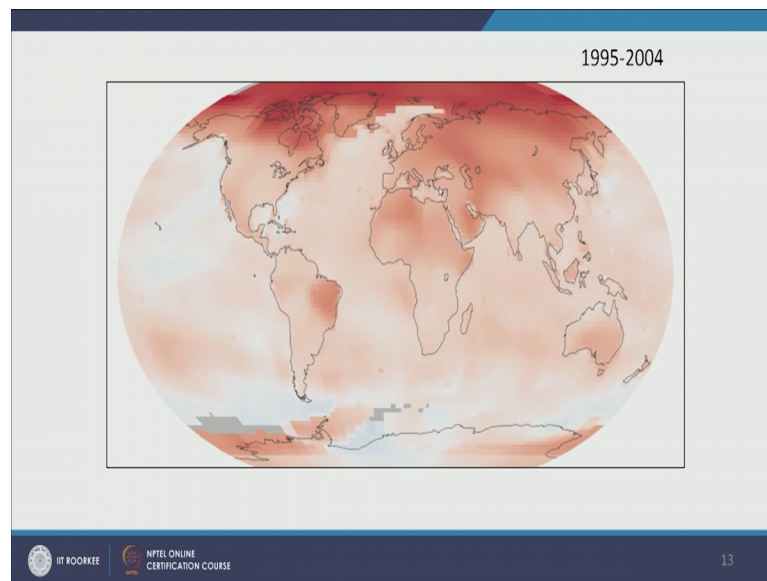 1995-2004
IIT ROORKEE
NPTEL ONLINE
CERTIFICATION COURSE
13